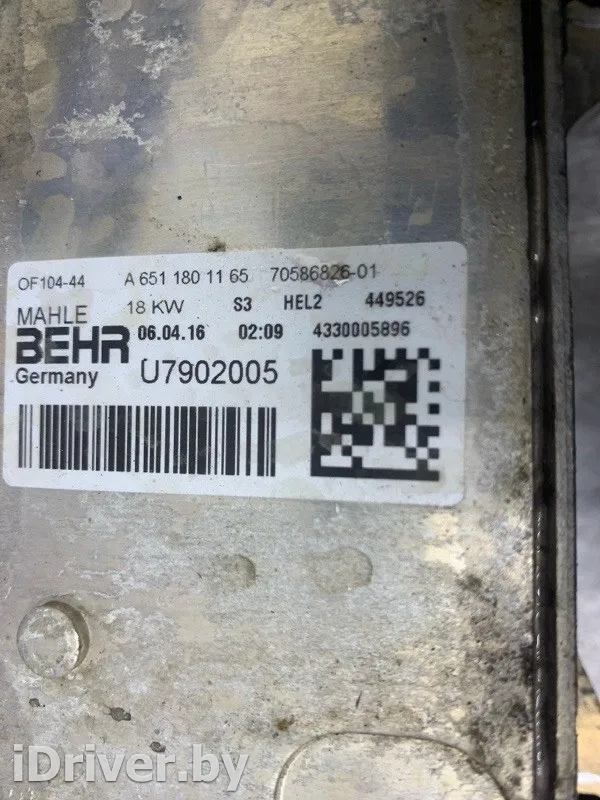 OF104-44 A 651 180 11 65 70586826-01
MAHLE 18 KW S3 HEL2 449526
BEHR 06.04.16 02:09 4330005896
Germany U7902005
iDriver.by